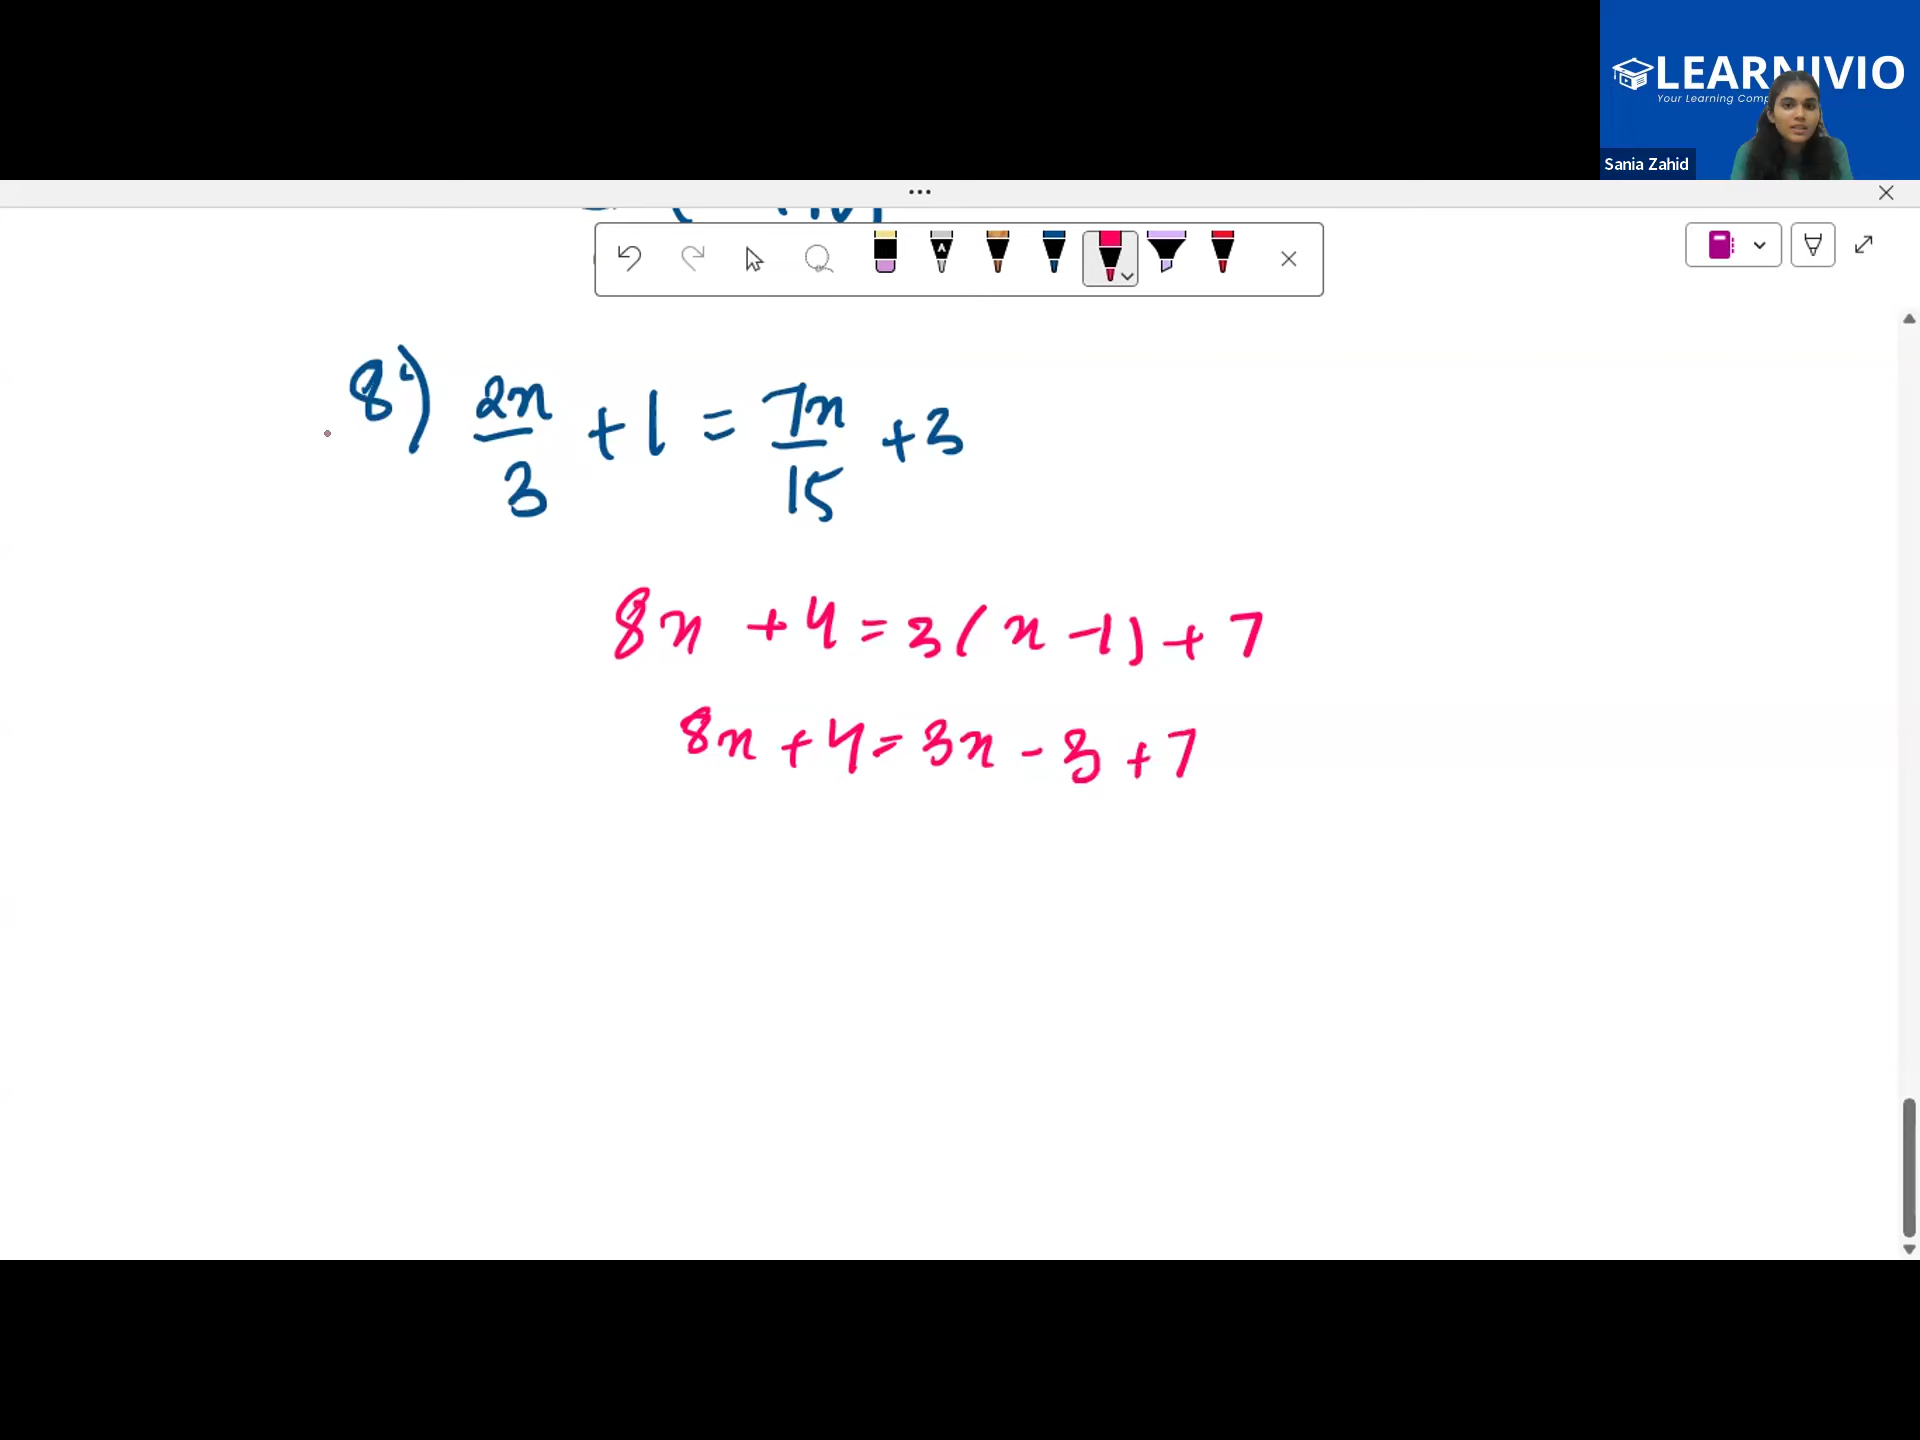 LEARNIVIO
Your Learning Comp
Sania Zahid
8) 2x/3 + 1 = 7x/15 + 3
8x + 4 = 3(x - 1) + 7
8x + 4 = 3x - 3 + 7